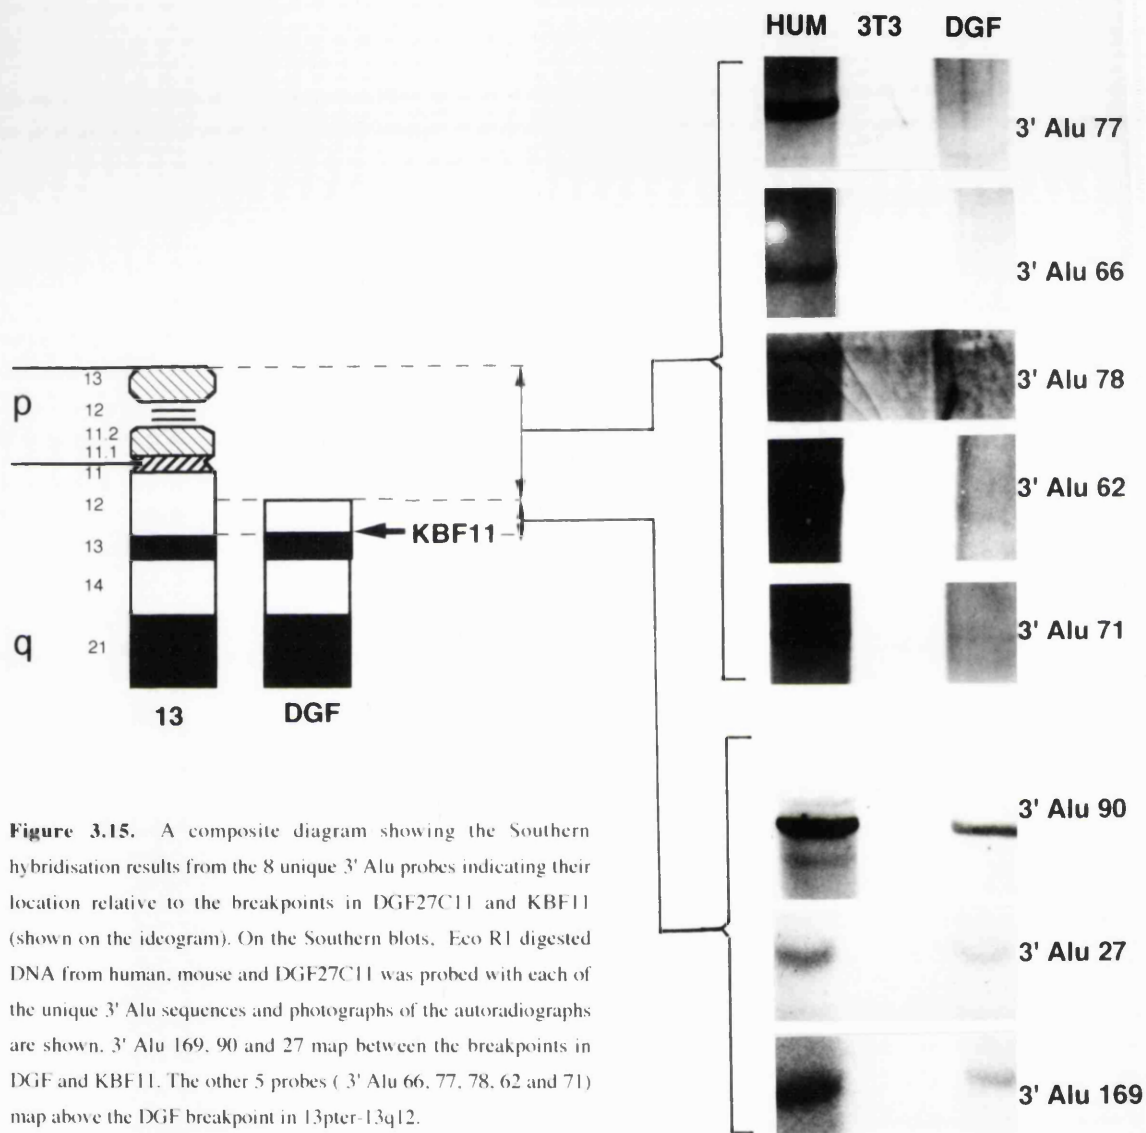 HUM 3T3 DGF
3' Alu 77
3' Alu 66
3' Alu 78
3' Alu 62
3' Alu 71
p
13
12
11.2
11.1
11
12
13
14
q
21
KBF11
13 DGF
3' Alu 90
3' Alu 27
3' Alu 169
Figure 3.15. A composite diagram showing the Southern
hybridisation results from the 8 unique 3' Alu probes indicating their
location relative to the breakpoints in DGF27C11 and KBF11
(shown on the ideogram). On the Southern blots, Eco R1 digested
DNA from human, mouse and DGF27C11 was probed with each of
the unique 3' Alu sequences and photographs of the autoradiographs
are shown. 3' Alu 169, 90 and 27 map between the breakpoints in
DGF and KBF11. The other 5 probes ( 3' Alu 66, 77, 78, 62 and 71)
map above the DGF breakpoint in 13pter-13q12.